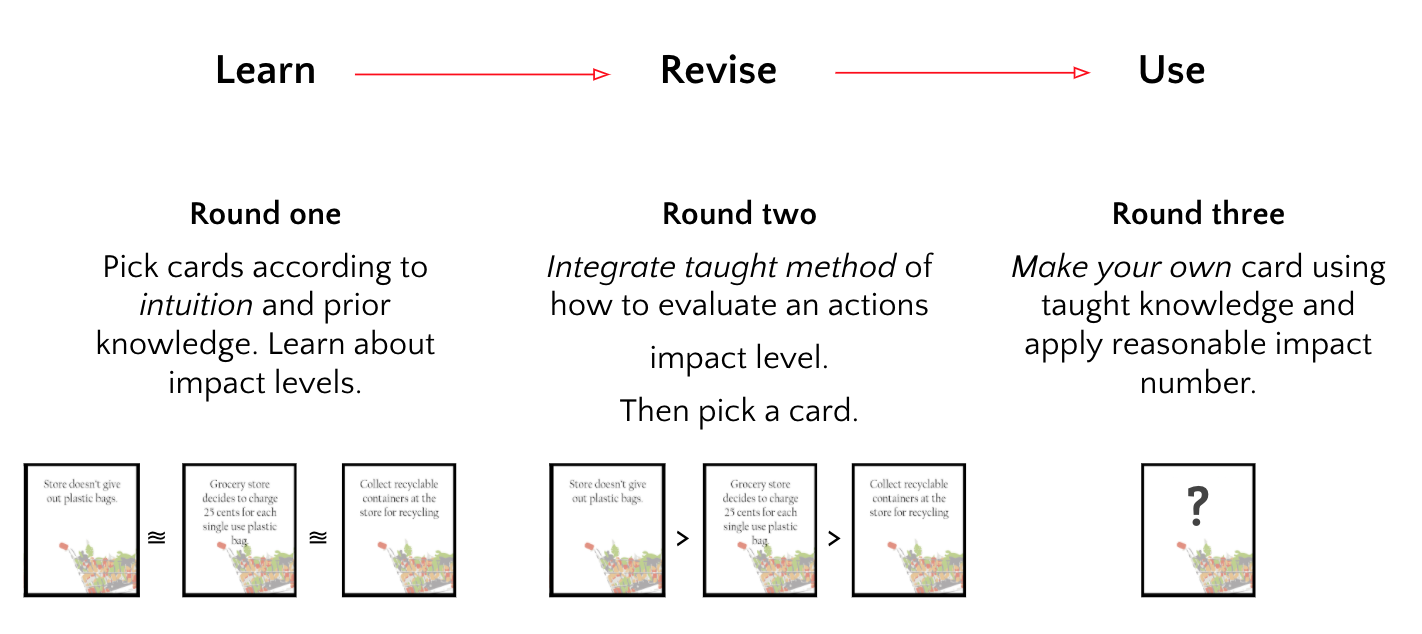 Learn
Revise
Use
Round one
Pick cards according to
intuition and prior
knowledge. Learn about
impact levels.
Round two
Integrate taught method of
how to evaluate an actions
impact level.
Then pick a card.
Round three
Make your own card using
taught knowledge and
apply reasonable impact
number.
Store doesn't give
out plastic bags.
≊
Grocery store
decides to charge
25 cents for each
single use plastic
bag.
≊
Collect recyclable
containers at the
store for recycling
Store doesn't give
out plastic bags.
>
Grocery store
decides to charge
25 cents for each
single use plastic
bag.
>
Collect recyclable
containers at the
store for recycling
?